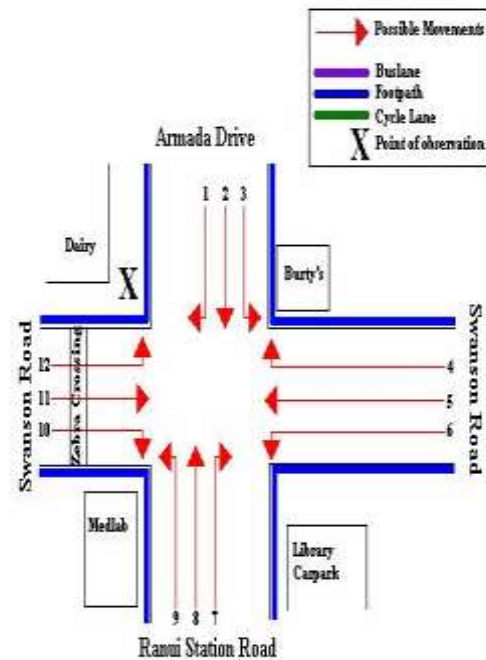 Possible Movements
Buslane
Footpath
Cycle Lane
X Point of observation
Armada Drive
1 2 3
Dairy
X
Burty's
Swanson Road
Zebra Crossing
12
11
10
4
5
6
Swanson Road
Medlab
Library
Carpark
9 8 7
Ranui Station Road